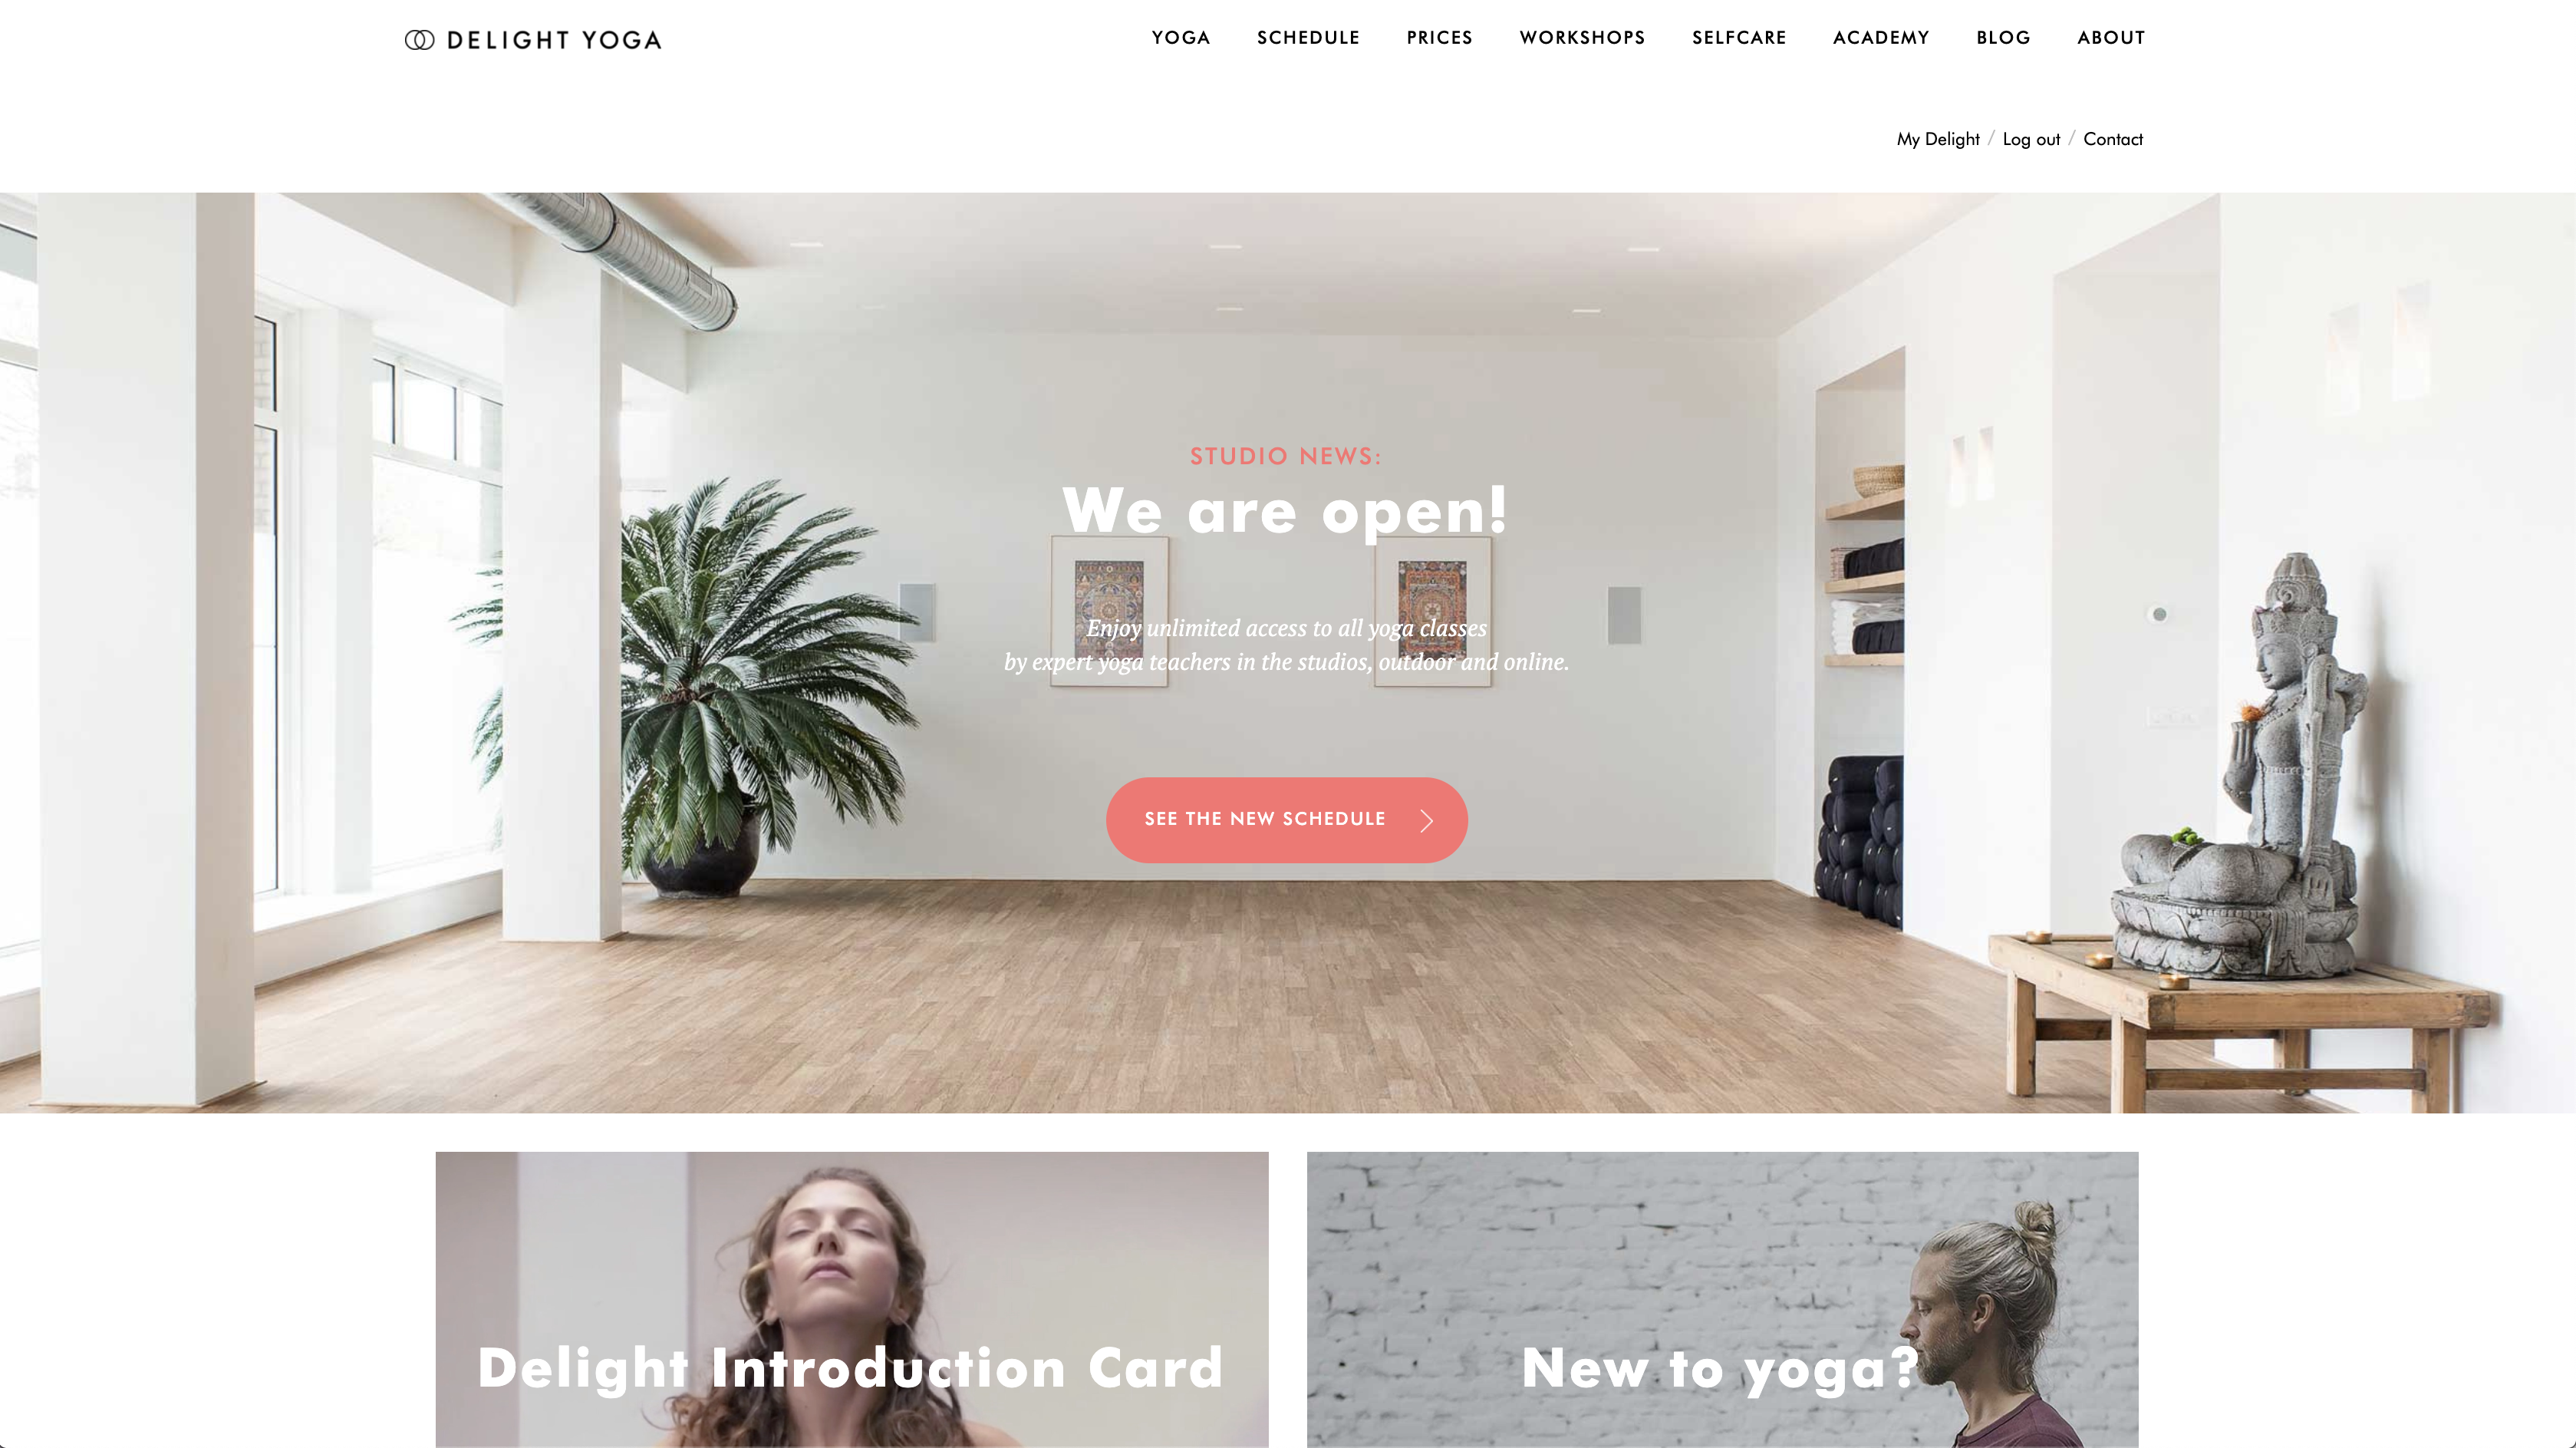 DELIGHT YOGA
YOGA SCHEDULE PRICES WORKSHOPS SELFCARE ACADEMY BLOG ABOUT
My Delight / Log out / Contact
STUDIO NEWS:
We are open!
Enjoy unlimited access to all yoga classes
by expert yoga teachers in the studios, outdoor and online.
SEE THE NEW SCHEDULE
Delight Introduction Card
New to yoga?